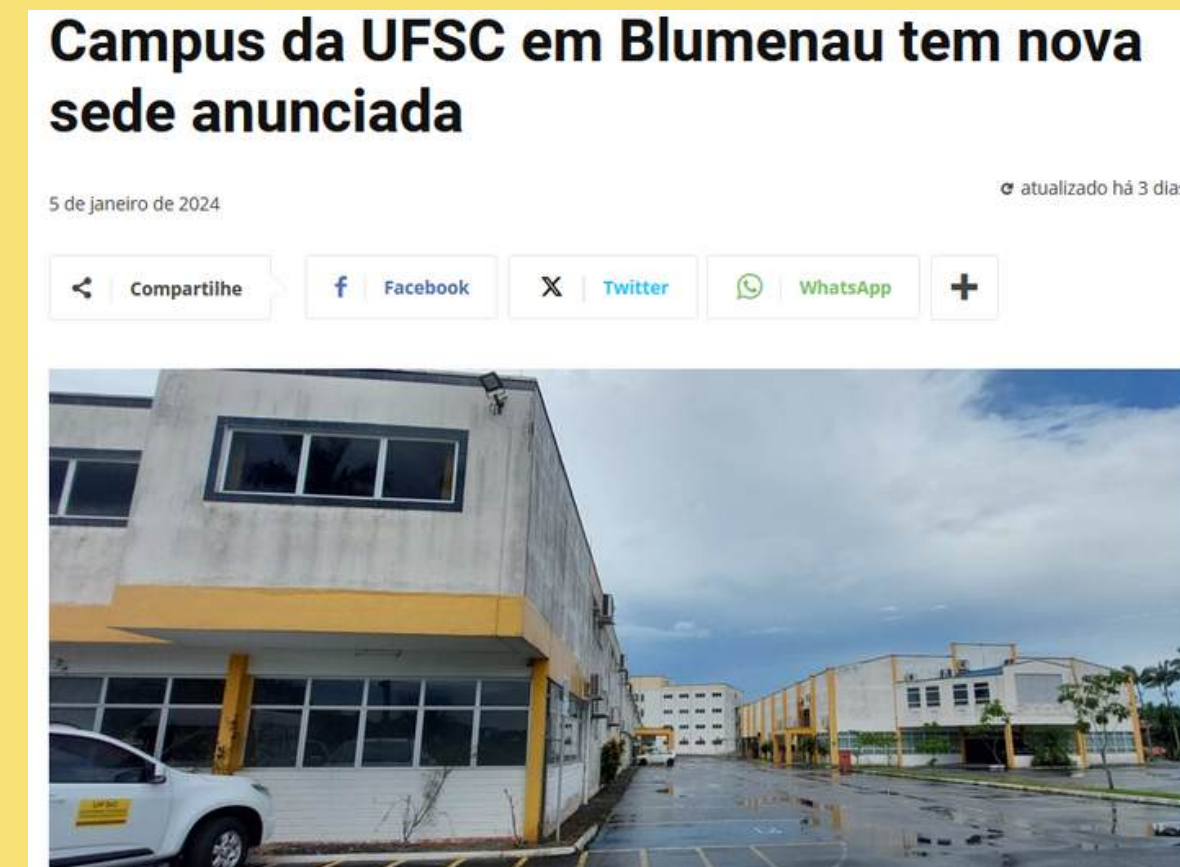 Campus da UFSC em Blumenau tem nova
sede anunciada
5 de janeiro de 2024
atualizado há 3 dias
Compartilhe
Facebook
Twitter
WhatsApp
UFSC